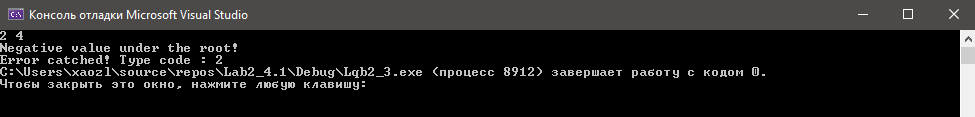 Консоль отладки Microsoft Visual Studio
2 4
Negative value under the root!
Error catched! Type code : 2
C:\Users\xaozl\source\repos\Lab2_4.1\Debug\Lqb2_3.exe (процесс 8912) завершает работу с кодом 0.
Чтобы закрыть это окно, нажмите любую клавишу: